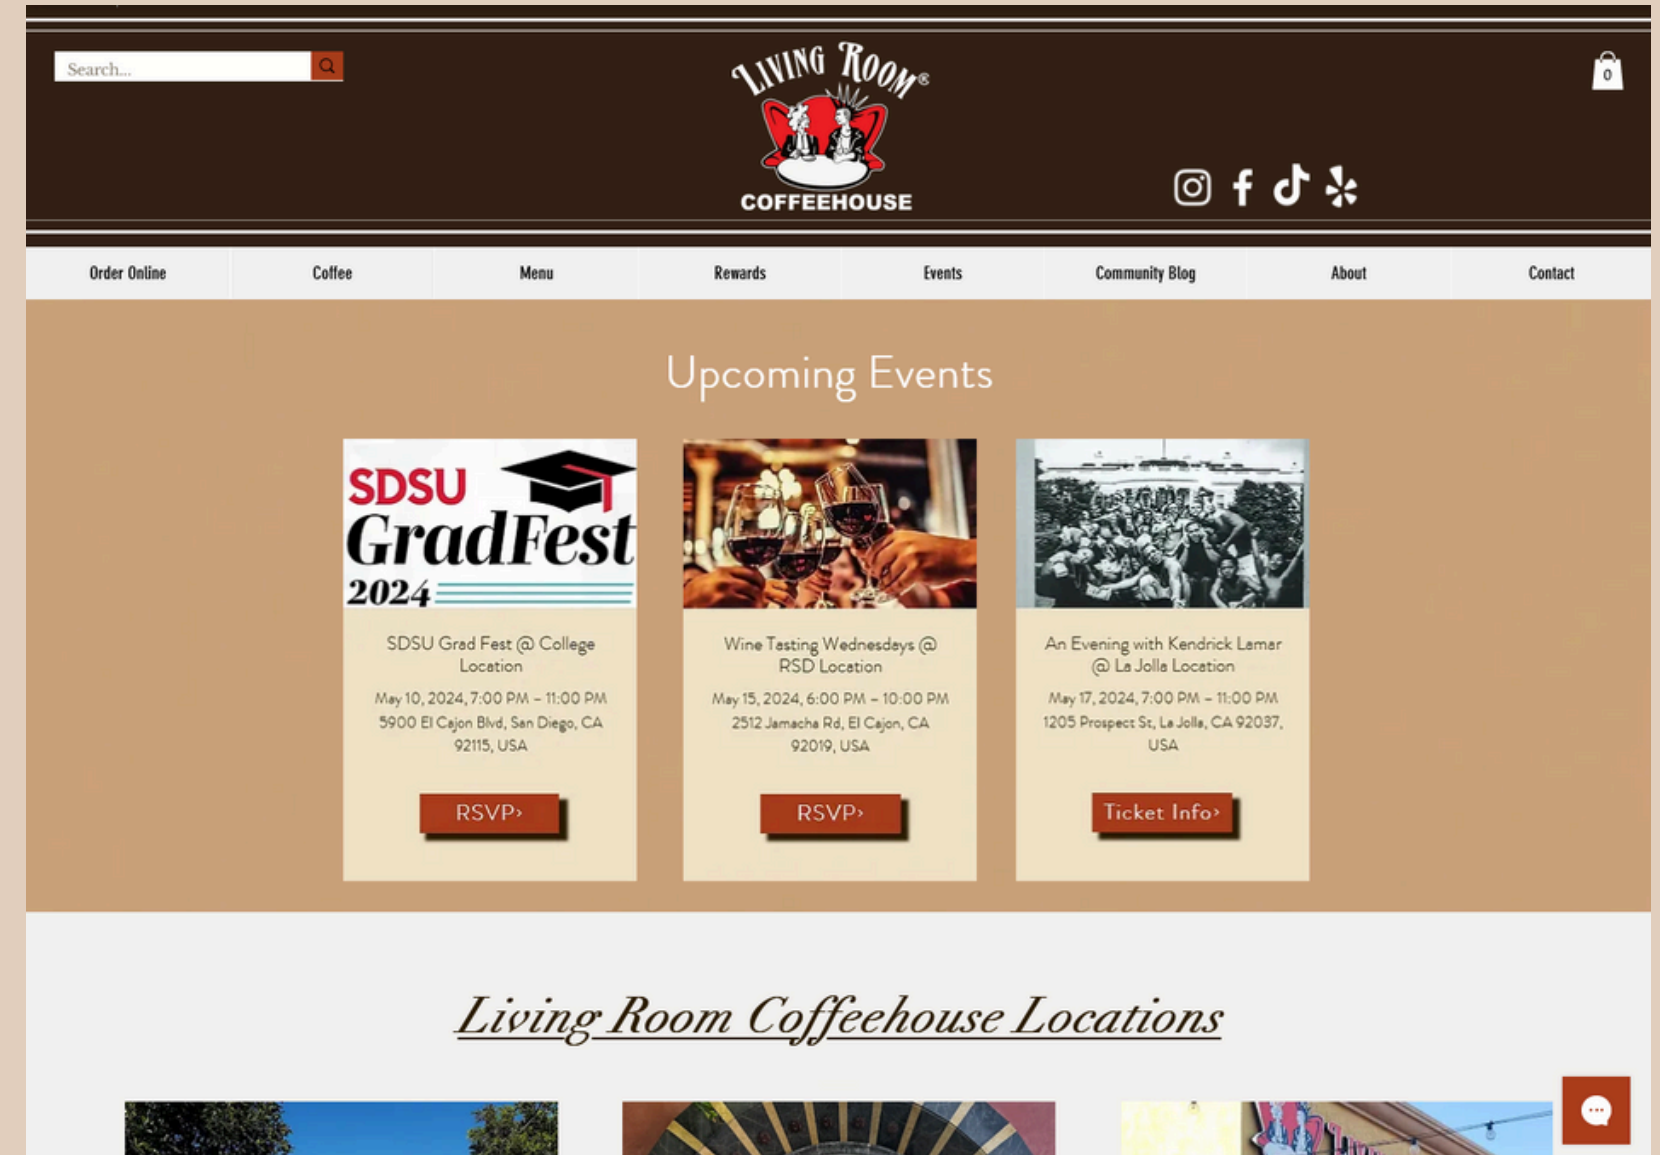 Search...
LIVING ROOM®
COFFEEHOUSE
0
Order Online
Coffee
Menu
Rewards
Events
Community Blog
About
Contact
Upcoming Events
SDSU
GradFest
2024
SDSU Grad Fest @ College
Location
May 10, 2024, 7:00 PM – 11:00 PM
5900 El Cajon Blvd, San Diego, CA
92115, USA
RSVP>
Wine Tasting Wednesdays @
RSD Location
May 15, 2024, 6:00 PM – 10:00 PM
2512 Jamacha Rd, El Cajon, CA
92019, USA
RSVP>
An Evening with Kendrick Lamar
@ La Jolla Location
May 17, 2024, 7:00 PM – 11:00 PM
1205 Prospect St, La Jolla, CA 92037,
USA
Ticket Info>
Living Room Coffeehouse Locations